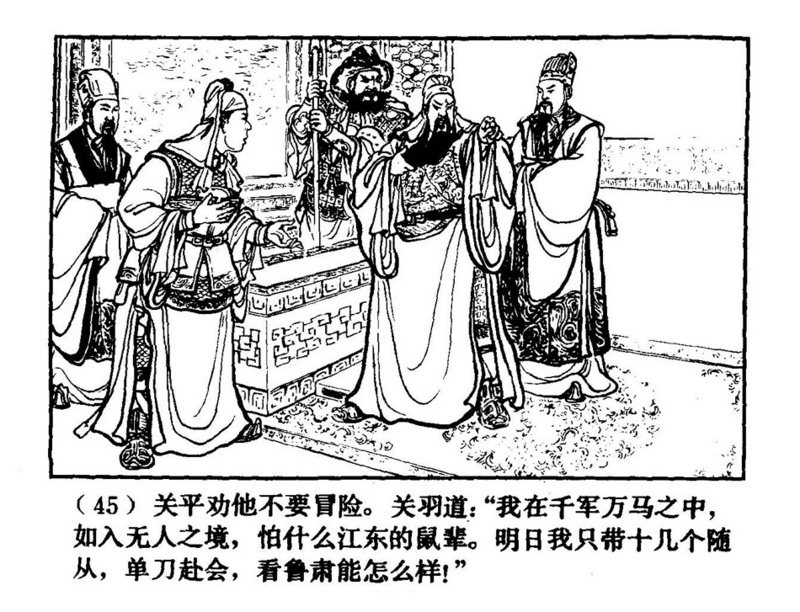 （45）关平劝他不要冒险。关羽道：“我在千军万马之中，
如入无人之境，怕什么江东的鼠辈。明日我只带十几个随
从，单刀赴会，看鲁肃能怎么样！”